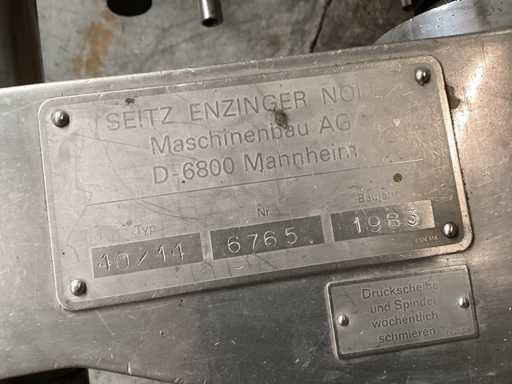 SEITZ ENZINGER NOLL
Maschinenbau AG
D-6800 Mannheim
Typ Nr. Baujahr
40/14 6765 1983
Druckscheibe
und Spindel
wöchentlich
schmieren